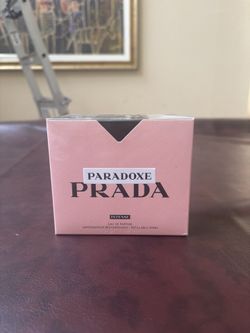 PARADOXE
PRADA
INTENSE
EAU DE PARFUM